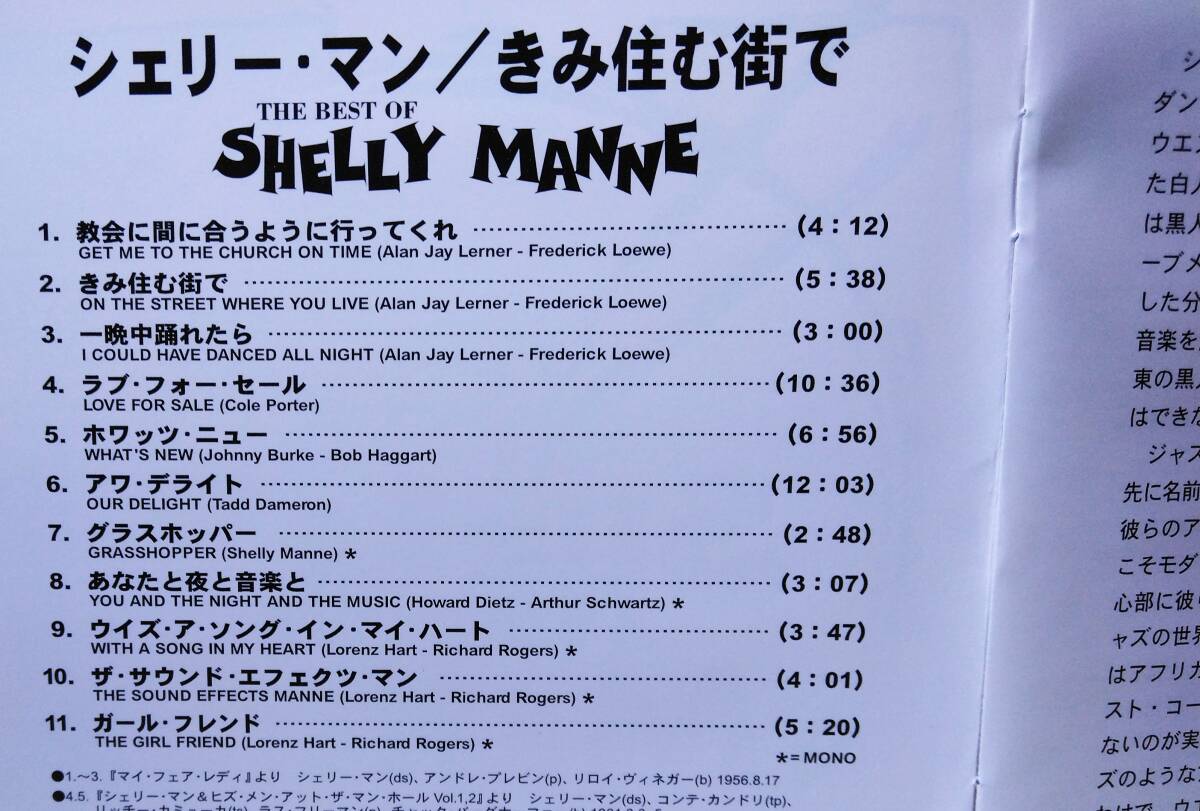 シェリー・マン／きみ住む街で
THE BEST OF
SHELLY MANNE
1. 教会に間に合うように行ってくれ ……………………………… (4：12)
GET ME TO THE CHURCH ON TIME (Alan Jay Lerner - Frederick Loewe)
2. きみ住む街で ……………………………… (5：38)
ON THE STREET WHERE YOU LIVE (Alan Jay Lerner - Frederick Loewe)
3. 一晩中踊れたら ……………………………… (3：00)
I COULD HAVE DANCED ALL NIGHT (Alan Jay Lerner - Frederick Loewe)
4. ラブ・フォー・セール ……………………………… (10：36)
LOVE FOR SALE (Cole Porter)
5. ホワッツ・ニュー ……………………………… (6：56)
WHAT'S NEW (Johnny Burke - Bob Haggart)
6. アワ・デライト ……………………………… (12：03)
OUR DELIGHT (Tadd Dameron)
7. グラスホッパー ……………………………… (2：48)
GRASSHOPPER (Shelly Manne) *
8. あなたと夜と音楽と ……………………………… (3：07)
YOU AND THE NIGHT AND THE MUSIC (Howard Dietz - Arthur Schwartz) *
9. ウイズ・ア・ソング・イン・マイ・ハート ……………………………… (3：47)
WITH A SONG IN MY HEART (Lorenz Hart - Richard Rogers) *
10. ザ・サウンド・エフェクツ・マン ……………………………… (4：01)
THE SOUND EFFECTS MANNE (Lorenz Hart - Richard Rogers) *
11. ガール・フレンド ……………………………… (5：20)
THE GIRL FRIEND (Lorenz Hart - Richard Rogers) *
*=MONO
●1.〜3.『マイ・フェア・レディ』より シェリー・マン(ds)、アンドレ・プレビン(p)、リロイ・ヴィネガー(b) 1956.8.17
●4.5.『シェリー・マン＆ヒズ・メン・アット・ザ・マン・ホール Vol.1,2』より シェリー・マン(ds)、コンテ・カンドリ(tp)、
シ
ダン
ウエ
た白人
は黒人
ーブメ
した分
音楽を
東の黒
はできな
ジャズ
先に名前
彼らのア
こそモダ
心部に彼
ャズの世界
はアフリカ
スト・コー
ないのが実
ズのような